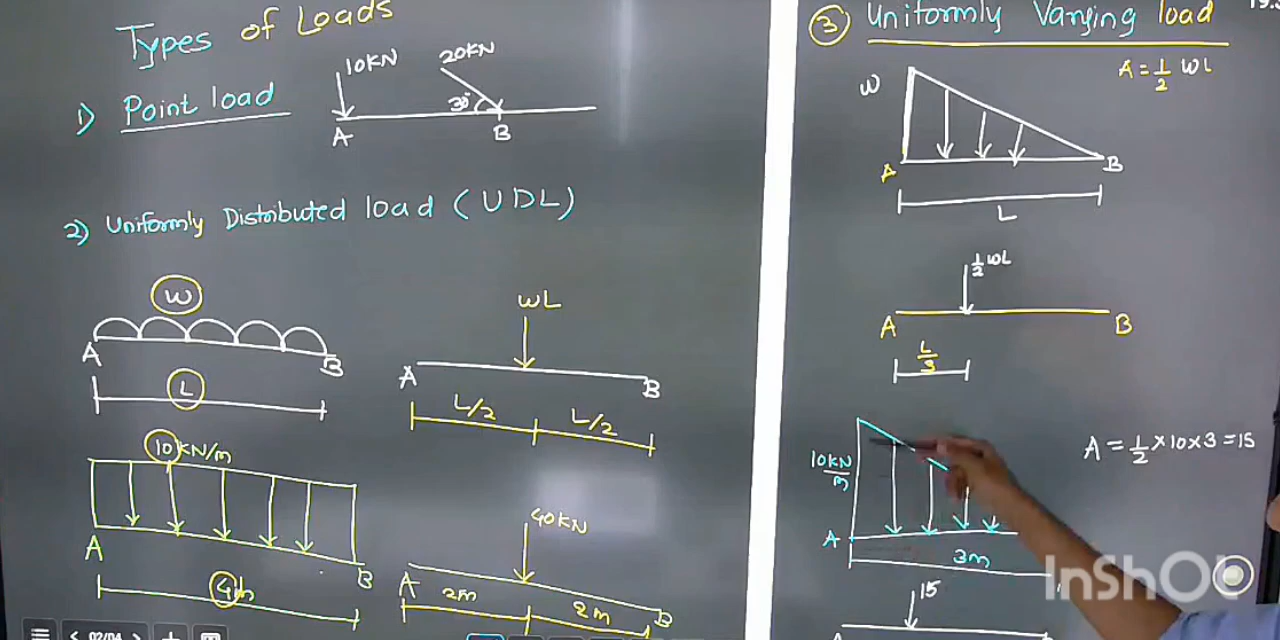 Types of Loads
1) Point load
10KN
20KN
30°
A
B
2) Uniformly Distributed load (UDL)
w
A
B
L
wL
A
B
L/2
L/2
10KN/m
A
B
4m
40KN
A
B
2m
2m
02/04
3 Uniformly Varying load
A = 1/2 WL
W
A
B
L
1/2 WL
A
B
L/3
10KN/m
A
3m
A = 1/2 × 10 × 3 = 15
15
InShOt